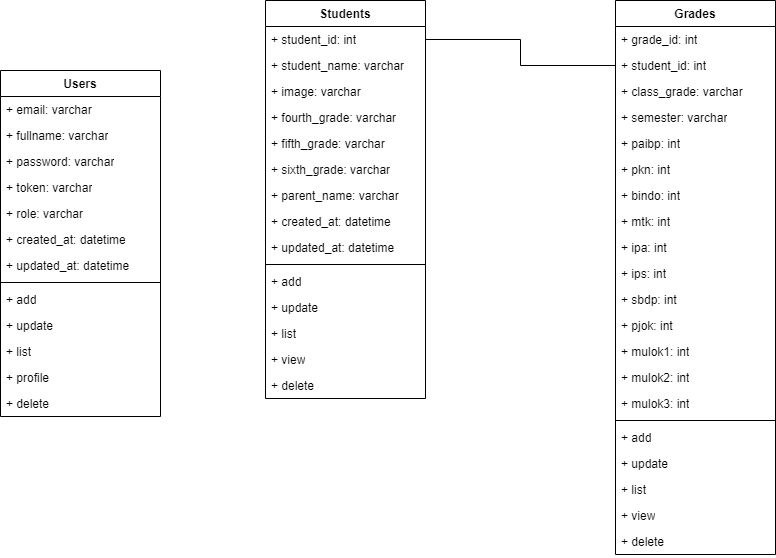 Users
+ email: varchar
+ fullname: varchar
+ password: varchar
+ token: varchar
+ role: varchar
+ created_at: datetime
+ updated_at: datetime
+ add
+ update
+ list
+ profile
+ delete
Students
+ student_id: int
+ student_name: varchar
+ image: varchar
+ fourth_grade: varchar
+ fifth_grade: varchar
+ sixth_grade: varchar
+ parent_name: varchar
+ created_at: datetime
+ updated_at: datetime
+ add
+ update
+ list
+ view
+ delete
Grades
+ grade_id: int
+ student_id: int
+ class_grade: varchar
+ semester: varchar
+ paibp: int
+ pkn: int
+ bindo: int
+ mtk: int
+ ipa: int
+ ips: int
+ sbdp: int
+ pjok: int
+ mulok1: int
+ mulok2: int
+ mulok3: int
+ add
+ update
+ list
+ view
+ delete